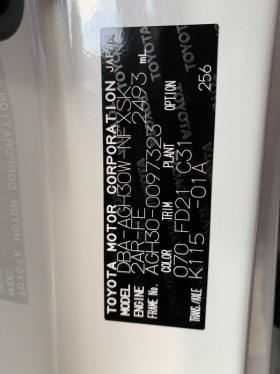 TOYOTA MOTOR CORPORATION JAPAN
MODEL DBA-AGH30W-NFXSK
ENGINE 2AR-FE 2493 ml
FRAME No. AGH30-0097323
COLOR TRIM PLANT OPTION
070 FD21 C31 256
TRANS./AXLE K115 -01A